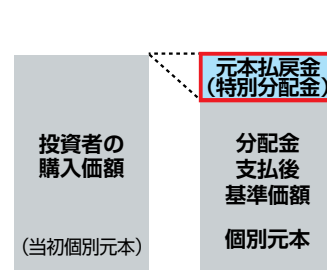 元本払戻金
(特別分配金)
投資者の
購入価額
(当初個別元本)
分配金
支払後
基準価額
個別元本